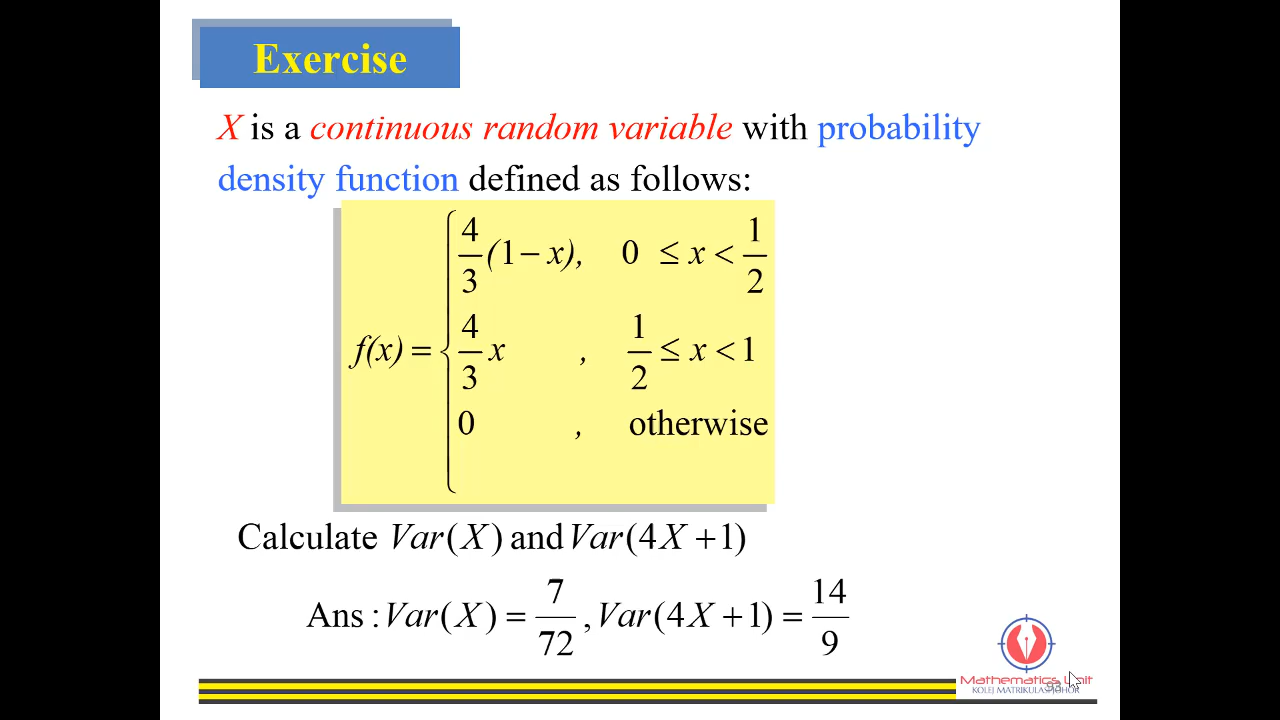 Exercise
X is a continuous random variable with probability
density function defined as follows:
f(x) = { 4/3 (1 − x), 0 ≤ x < 1/2
4/3 x , 1/2 ≤ x < 1
0 , otherwise
Calculate Var(X) and Var(4X + 1)
Ans : Var(X) = 7/72 , Var(4X + 1) = 14/9
Mathematics Unit
KOLEJ MATRIKULASI JOHOR